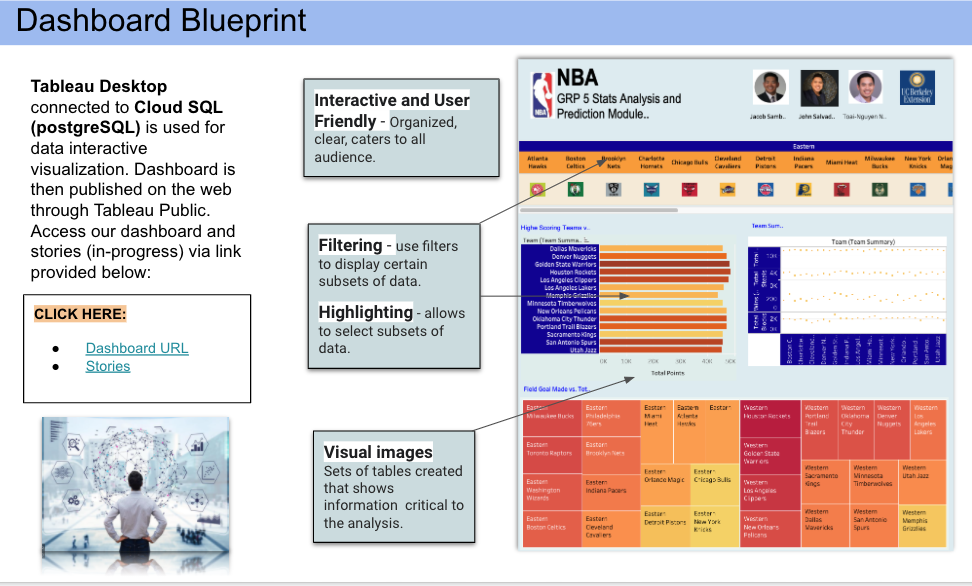 Dashboard Blueprint
Tableau Desktop
connected to Cloud SQL
(postgreSQL) is used for
data interactive
visualization. Dashboard is
then published on the web
through Tableau Public.
Access our dashboard and
stories (in-progress) via link
provided below:
CLICK HERE:
● Dashboard URL
● Stories
Interactive and User
Friendly - Organized,
clear, caters to all
audience.
Filtering - use filters
to display certain
subsets of data.
Highlighting - allows
to select subsets of
data.
Visual images
Sets of tables created
that shows
information critical to
the analysis.
NBA
GRP 5 Stats Analysis and
Prediction Module..
Jacob Samb..
John Salvad..
Tsai-Nguyen N..
UC Berkeley
Extension
Eastern
Atlanta Hawks
Boston Celtics
Brooklyn Nets
Charlotte Hornets
Chicago Bulls
Cleveland Cavaliers
Detroit Pistons
Indiana Pacers
Miami Heat
Milwaukee Bucks
New York Knicks
Orlan
Mag
Highe Scoring Teams v..
Team (Team Summa..
Dallas Mavericks
Denver Nuggets
Golden State Warriors
Houston Rockets
Los Angeles Clippers
Los Angeles Lakers
Memphis Grizzlies
Minnesota Timberwolves
New Orleans Pelicans
Oklahoma City Thunder
Portland Trail Blazers
Sacramento Kings
San Antonio Spurs
Utah Jazz
0K 10K 20K 30K 40K 50K 60K
Total Points
Team Sum..
Team (Team Summary)
Field Goal Made vs. Tot..
Eastern
Milwaukee Bucks
Eastern
Philadelphia
76ers
Eastern
Miami
Heat
Eastern
Atlanta
Hawks
Eastern
Western
Houston Rockets
Western
Portland
Trail
Blazers
Western
Oklahoma
City
Thunder
Western
Denver
Nuggets
Western
Los
Angeles
Lakers
Eastern
Toronto Raptors
Eastern
Brooklyn Nets
Western
Golden State
Warriors
Eastern
Washington
Wizards
Eastern
Indiana Pacers
Eastern
Orlando Magic
Eastern
Chicago Bulls
Western
Los Angeles
Clippers
Western
Sacramento
Kings
Western
Minnesota
Timberwolves
Western
Utah Jazz
Eastern
Boston Celtics
Eastern
Cleveland
Cavaliers
Eastern
Detroit Pistons
Eastern
New York
Knicks
Western
New Orleans
Pelicans
Western
Dallas
Mavericks
Western
San Antonio
Spurs
Western
Memphis
Grizzlies